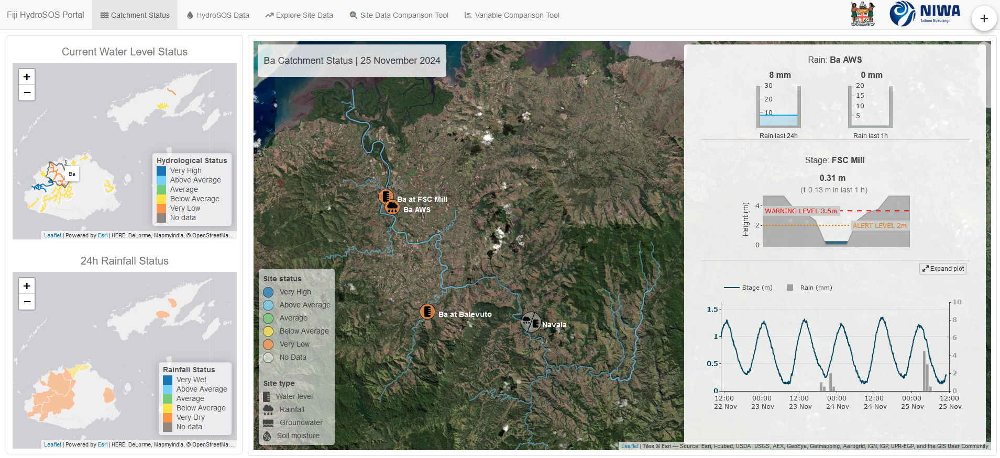 Fiji HydroSOS Portal
Catchment Status
HydroSOS Data
Explore Site Data
Site Data Comparison Tool
Variable Comparison Tool
NIWA
Taihoro Nukurangi
+
Current Water Level Status
+
−
Ba
Hydrological Status
Very High
Above Average
Average
Below Average
Very Low
No data
Leaflet | Powered by Esri | HERE, DeLorme, MapmyIndia, © OpenStreetMa...
24h Rainfall Status
+
−
Rainfall Status
Very Wet
Above Average
Average
Below Average
Very Dry
No data
Leaflet | Powered by Esri | HERE, DeLorme, MapmyIndia, © OpenStreetMa...
Ba Catchment Status | 25 November 2024
Ba at FSC Mill
Ba AWS
Ba at Balevuto
Navala
Site status
Very High
Above Average
Average
Below Average
Very Low
No Data
Site type
Water level
Rainfall
Groundwater
% Soil moisture
Rain: Ba AWS
8 mm
30
20
10
Rain last 24h
0 mm
20
15
10
5
Rain last 1h
Stage: FSC Mill
0.31 m
(⬆ 0.13 m in last 1 h)
Height (m)
4
2
0
WARNING LEVEL 3.5m
ALERT LEVEL 2m
Expand plot
Stage (m)
Rain (mm)
1.5
1
0.5
0
10
8
6
4
2
0
12:00 00:00 12:00 00:00 12:00 00:00 12:00
22 Nov 23 Nov 23 Nov 24 Nov 24 Nov 25 Nov 25 Nov
Leaflet | Tiles © Esri — Source: Esri, i-cubed, USDA, USGS, AEX, GeoEye, Getmapping, Aerogrid, IGN, IGP, UPR-EGP, and the GIS User Community